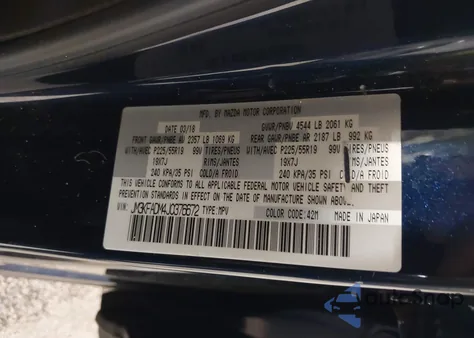 MFD. BY MAZDA MOTOR CORPORATION
DATE 03/18 GVWR/PNBV 4544 LB 2061 KG
FRONT GAWR/PNBE AV 2357 LB 1069 KG REAR GAWR/PNBE AR 2187 LB 992 KG
WITH/AVEC P225/55R19 99V TIRES/PNEUS WITH/AVEC P225/55R19 99V TIRES/PNEUS
19X7J RIMS/JANTES 19X7J RIMS/JANTES
240 KPA/35 PSI COLD/A FROID 240 KPA/35 PSI COLD/A FROID
THIS VEHICLE CONFORMS TO ALL APPLICABLE FEDERAL MOTOR VEHICLE
SAFETY AND BUMPER STANDARDS IN EFFECT ON THE DATE OF MANUFACTURE
SHOWN ABOVE.
VIN: TYPE: MPV COLOR CODE: 42M MADE IN JAPAN
autosnap